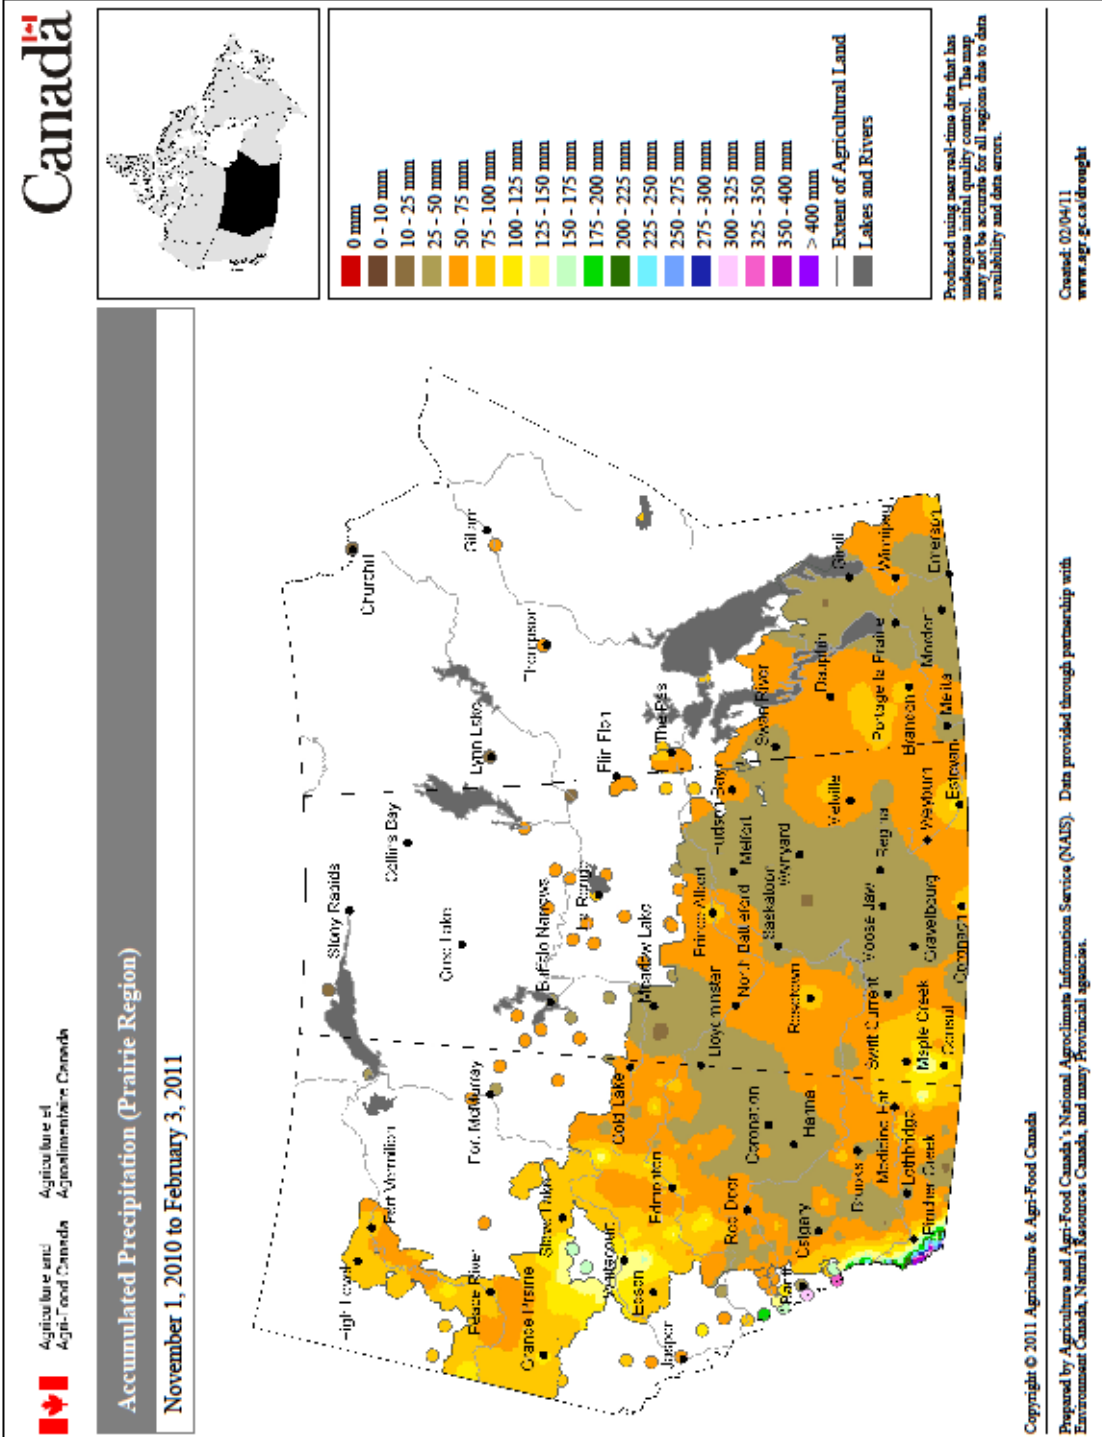 Agriculture and
Agri-Food Canada
Agriculture et
Agroalimentaire Canada
Canada
Accumulated Precipitation (Prairie Region)
November 1, 2010 to February 3, 2011
0 mm
0 - 10 mm
10 - 25 mm
25 - 50 mm
50 - 75 mm
75 - 100 mm
100 - 125 mm
125 - 150 mm
150 - 175 mm
175 - 200 mm
200 - 225 mm
225 - 250 mm
250 - 275 mm
275 - 300 mm
300 - 325 mm
325 - 350 mm
350 - 400 mm
> 400 mm
Extent of Agricultural Land
Lakes and Rivers
Produced using near real-time data that has
undergone initial quality control. The map
may not be accurate for all regions due to data
availability and data errors.
High Level
Fort Vermilion
Stony Rapids
Collins Bay
Churchill
Peace River
Fort McMurray
Cree Lake
Lynn Lake
Gillam
Grande Prairie
Slave Lake
Buffalo Narrows
La Ronge
Thompson
Whitecourt
Edson
Cold Lake
Meadow Lake
Flin Flon
The Pas
Jasper
Edmonton
Lloydminster
Prince Albert
Hudson Bay
Red Deer
Coronation
North Battleford
Melfort
Swan River
Banff
Calgary
Hanna
Saskatoon
Wynyard
Rosetown
Dauphin
Gimli
Brooks
Medicine Hat
Swift Current
Moose Jaw
Regina
Melville
Portage la Prairie
Winnipeg
Lethbridge
Pincher Creek
Maple Creek
Consul
Gravelbourg
Coronach
Weyburn
Estevan
Brandon
Melita
Morden
Emerson
Copyright © 2011 Agriculture & Agri-Food Canada
Prepared by Agriculture and Agri-Food Canada's National Agroclimate Information Service (NAIS). Data provided through partnership with
Environment Canada, Natural Resources Canada, and many Provincial agencies.
Created: 02/04/11
www.agr.gc.ca/drought